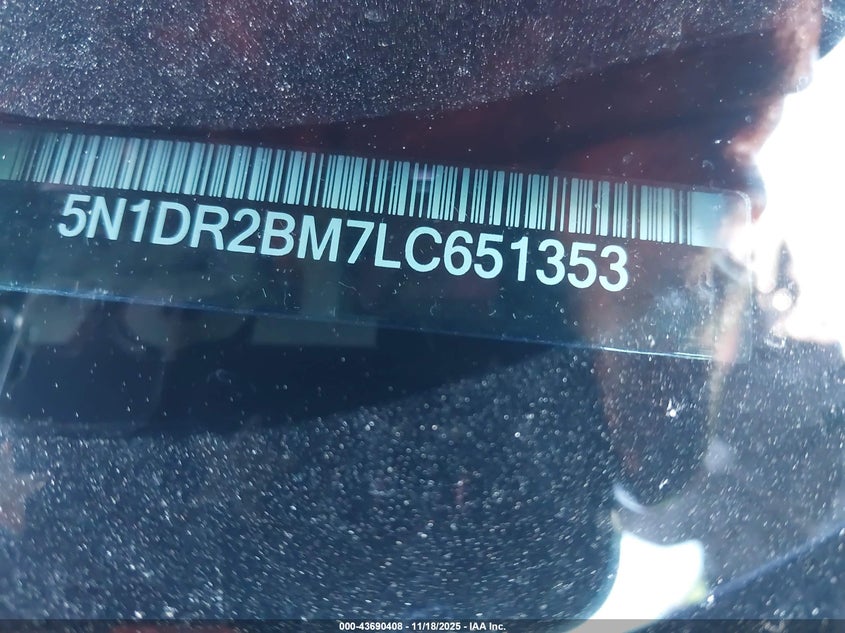 5N1DR2BM7LC651353
000-43690408 - 11/18/2025 - IAA Inc.